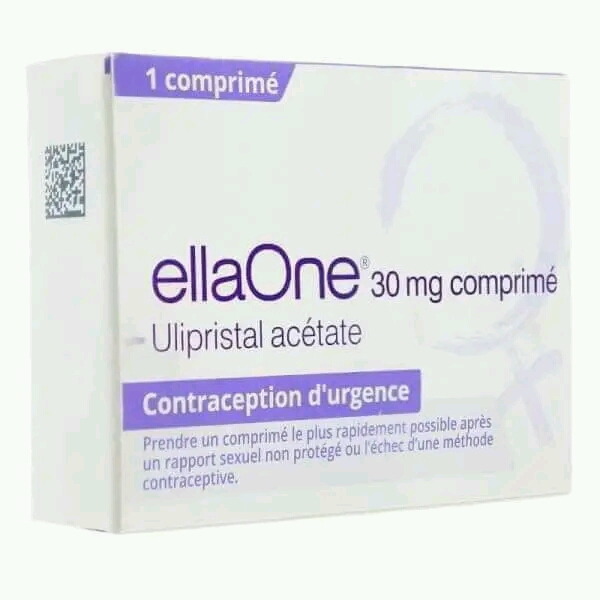 1 comprimé
ellaOne® 30 mg comprimé
Ulipristal acétate
Contraception d'urgence
Prendre un comprimé le plus rapidement possible après
un rapport sexuel non protégé ou l'échec d'une méthode
contraceptive.